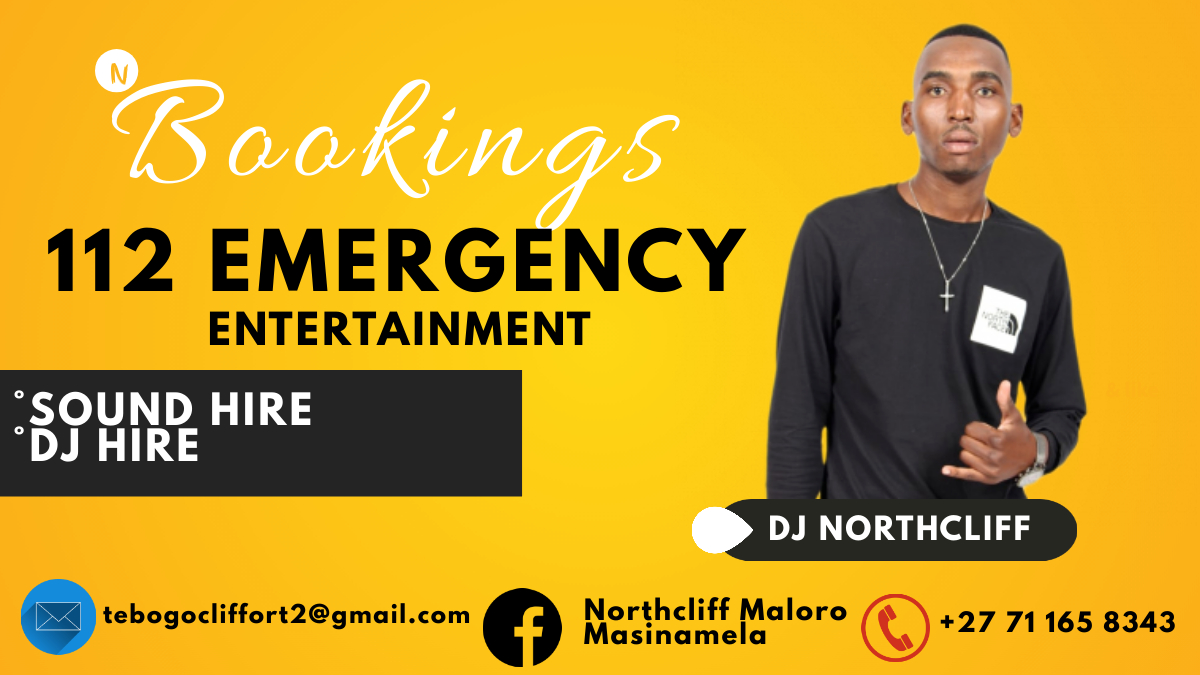 N
Bookings
112 EMERGENCY
ENTERTAINMENT
°SOUND HIRE
°DJ HIRE
THE
NORTH
FACE
DJ NORTHCLIFF
tebogocliffort2@gmail.com
f
Northcliff Maloro
Masinamela
+27 71 165 8343